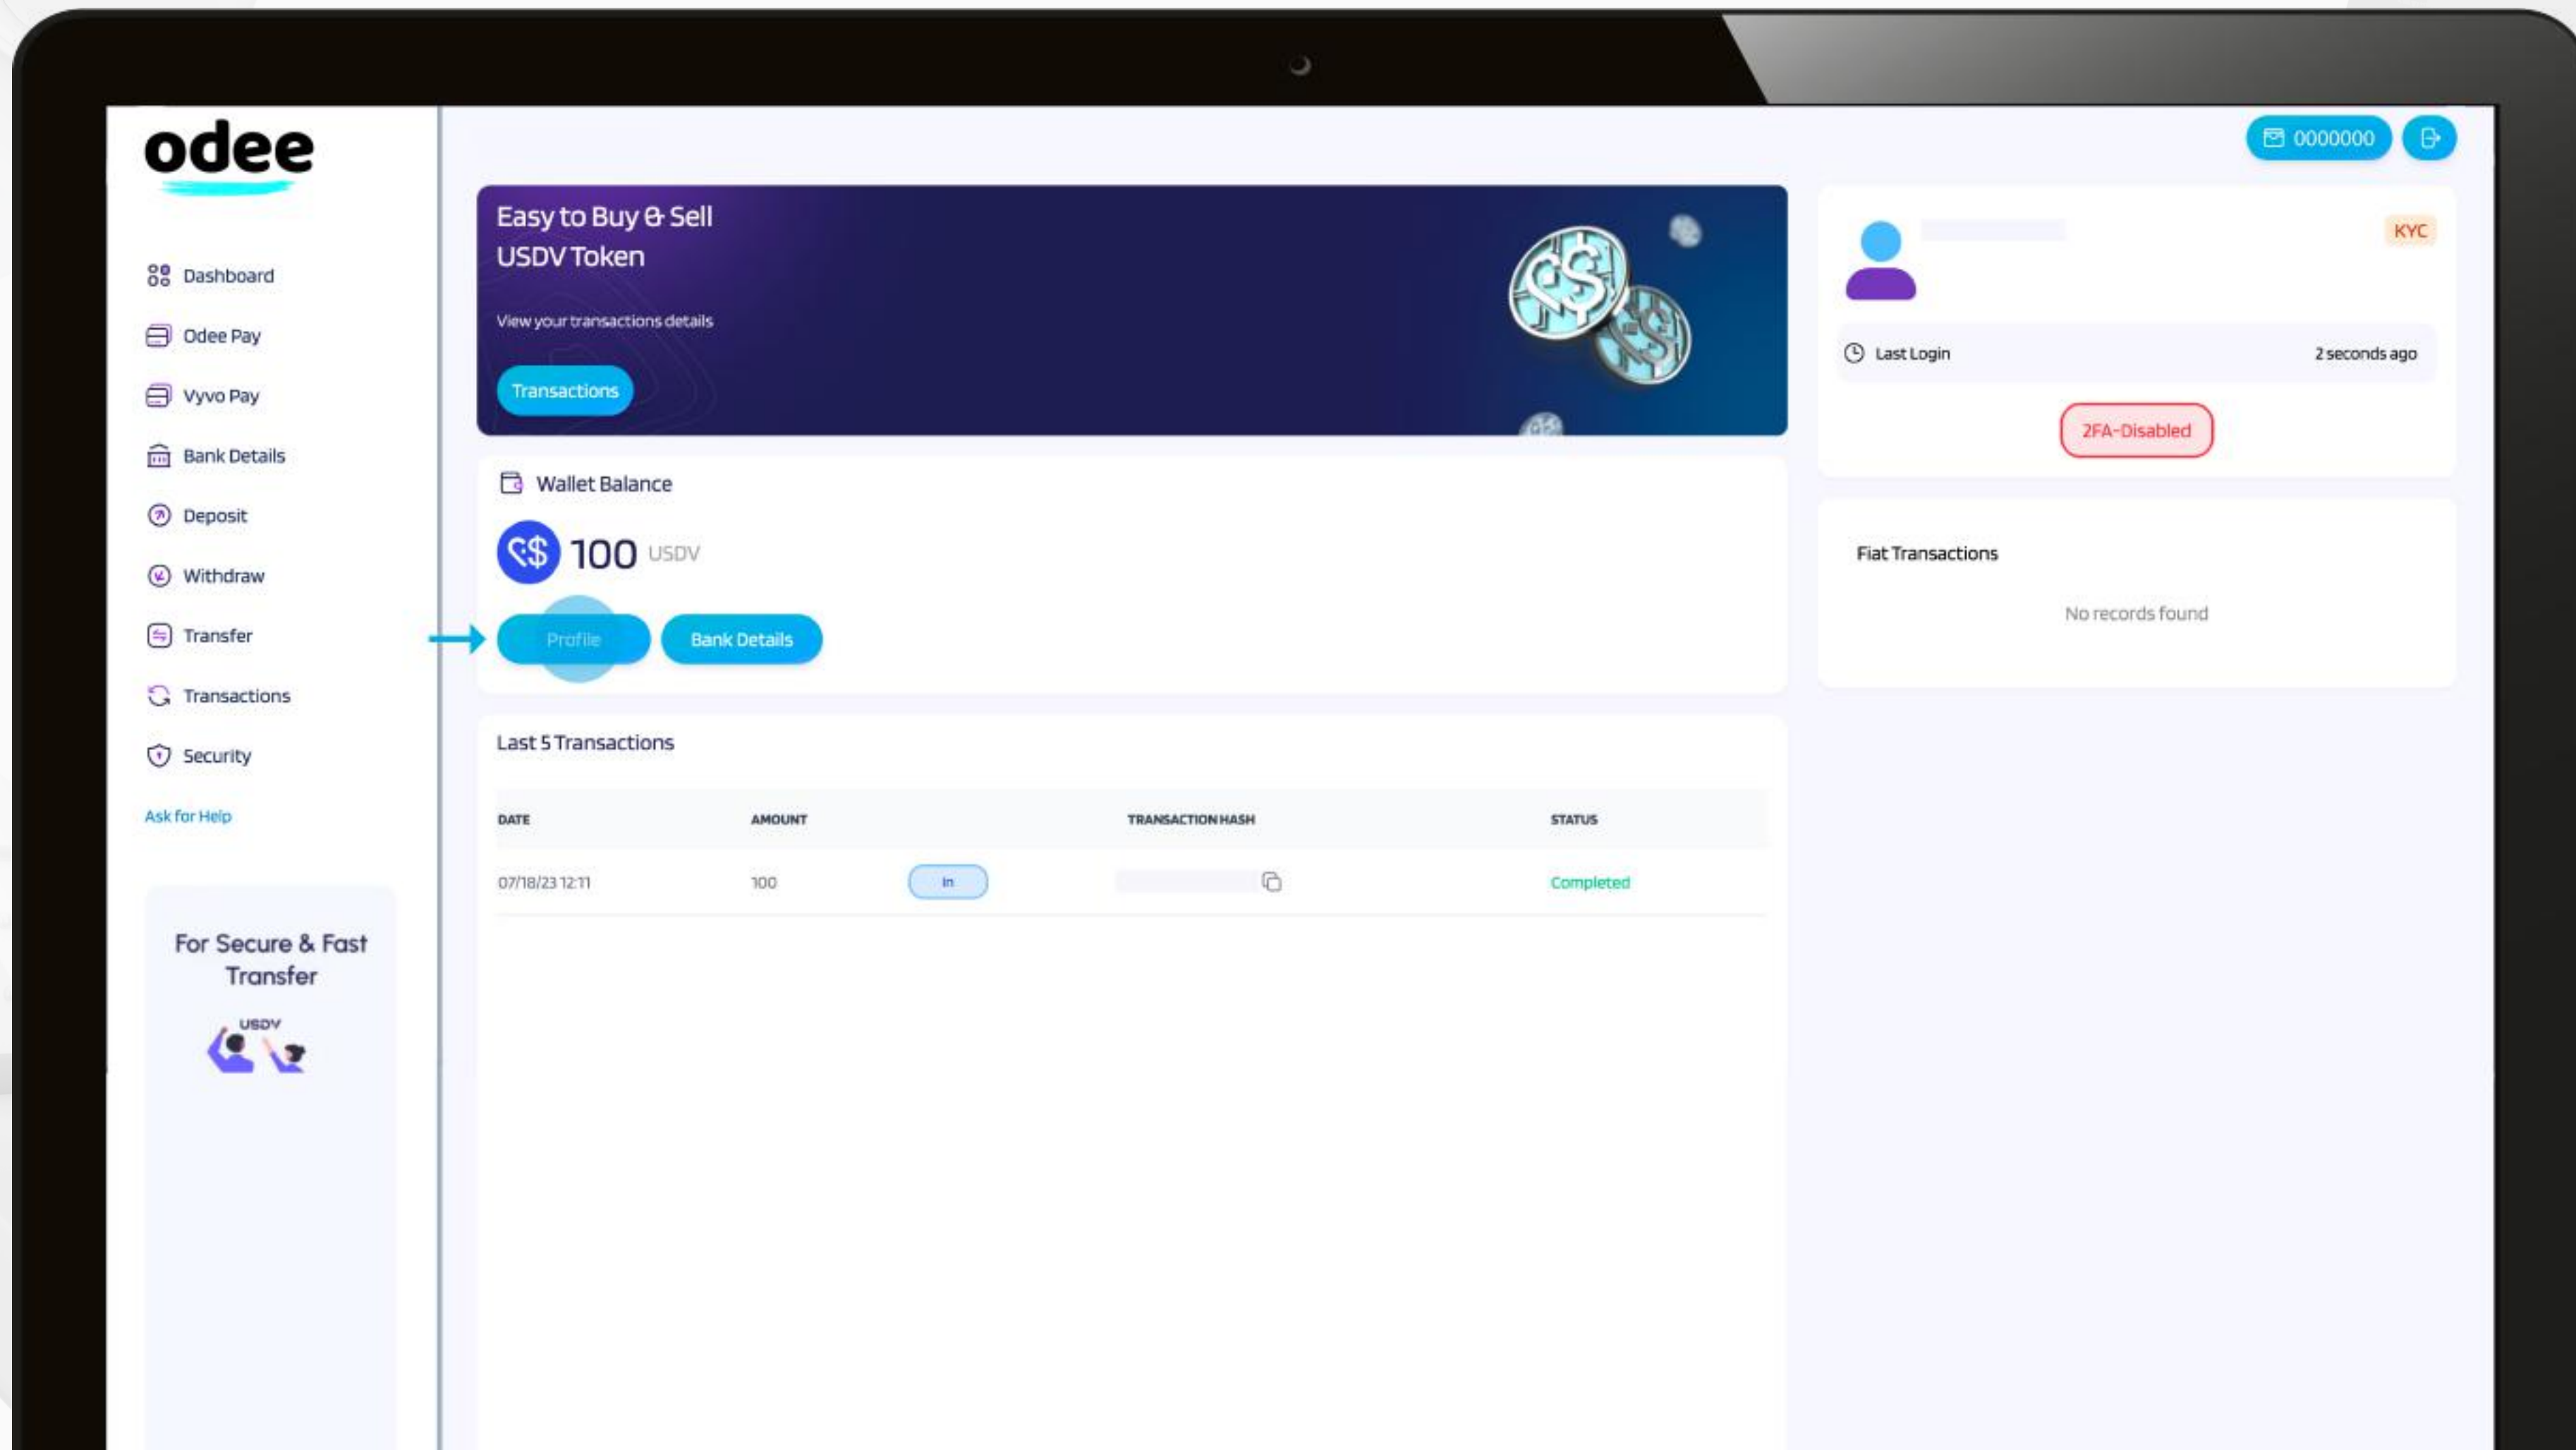 odee
Dashboard
Odee Pay
Vyvo Pay
Bank Details
Deposit
Withdraw
Transfer
Transactions
Security
Ask for Help
For Secure & Fast
Transfer
USDV
0000000
Easy to Buy & Sell
USDV Token
View your transactions details
Transactions
Wallet Balance
100 USDV
Profile
Bank Details
Last 5 Transactions
DATE AMOUNT TRANSACTION HASH STATUS
07/18/23 12:11 100 In Completed
KYC
Last Login 2 seconds ago
2FA-Disabled
Fiat Transactions
No records found